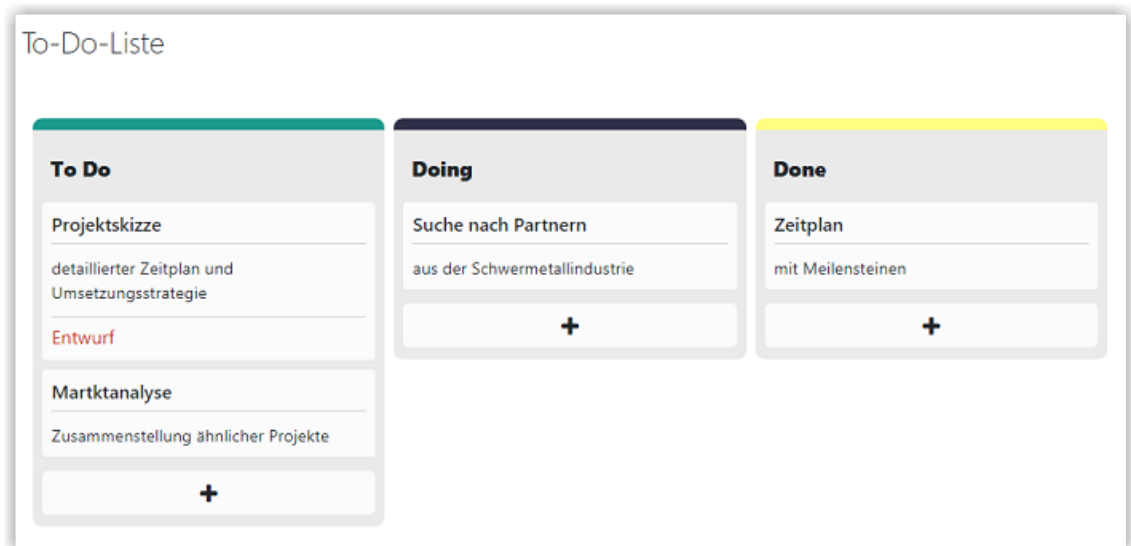 To-Do-Liste
To Do
Projektskizze
detaillierter Zeitplan und
Umsetzungsstrategie
Entwurf
Martktanalyse
Zusammenstellung ähnlicher Projekte
+
Doing
Suche nach Partnern
aus der Schwermetallindustrie
+
Done
Zeitplan
mit Meilensteinen
+